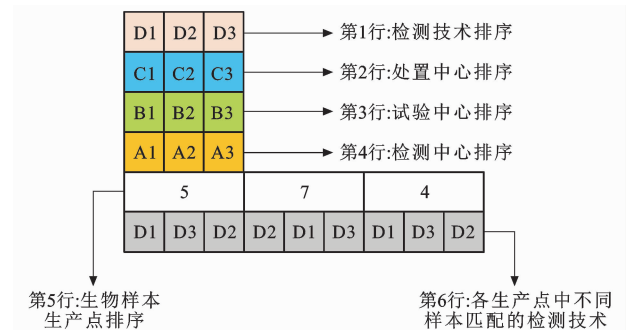 D1 D2 D3 第1行:检测技术排序
C1 C2 C3 第2行:处置中心排序
B1 B2 B3 第3行:试验中心排序
A1 A2 A3 第4行:检测中心排序
5 7 4
D1 D3 D2 D2 D1 D3 D1 D3 D2
第5行:生物样本
生产点排序
第6行:各生产点中不同
样本匹配的检测技术